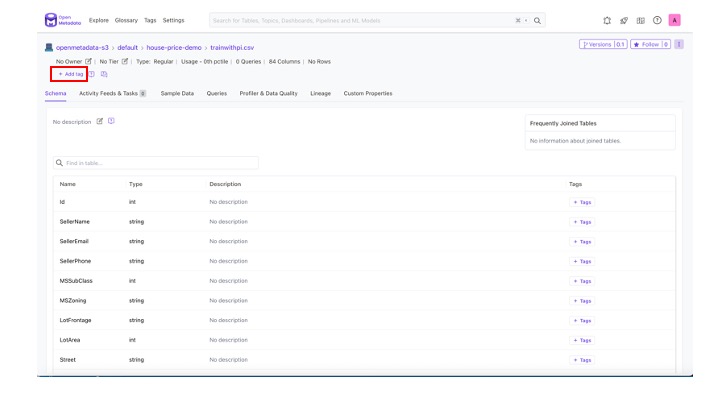 Open Metadata Explore Glossary Tags Settings Search for Tables, Topics, Dashboards, Pipelines and ML Models A
openmetadata-s3 > default > house-price-demo > trainwithpi.csv Versions 0.1 Follow 0
No Owner No Tier Type: Regular Usage - 0th pctile 0 Queries 84 Columns No Rows
+ Add tag
Schema Activity Feeds & Tasks 0 Sample Data Queries Profiler & Data Quality Lineage Custom Properties
No description
Frequently Joined Tables
No information about joined tables.
Find in table...
Name Type Description Tags
Id int No description + Tags
SellerName string No description + Tags
SellerEmail string No description + Tags
SellerPhone string No description + Tags
MSSubClass int No description + Tags
MSZoning string No description + Tags
LotFrontage string No description + Tags
LotArea int No description + Tags
Street string No description + Tags